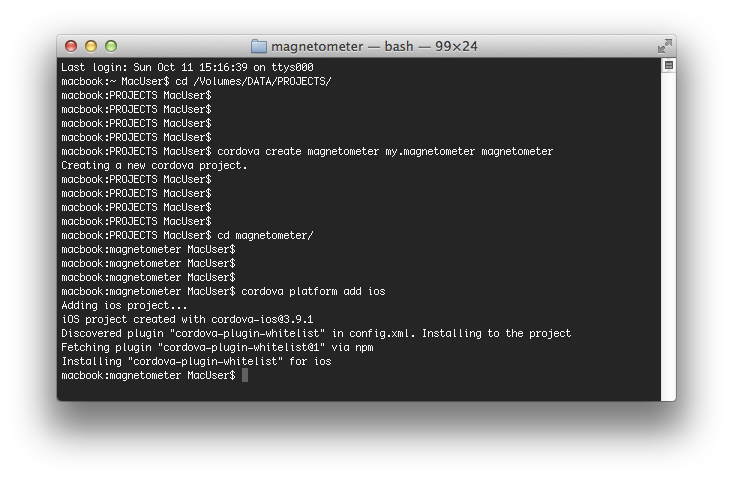 magnetometer — bash — 99×24
Last login: Sun Oct 11 15:16:39 on ttys000
macbook:~ MacUser$ cd /Volumes/DATA/PROJECTS/
macbook:PROJECTS MacUser$
macbook:PROJECTS MacUser$
macbook:PROJECTS MacUser$
macbook:PROJECTS MacUser$
macbook:PROJECTS MacUser$ cordova create magnetometer my.magnetometer magnetometer
Creating a new cordova project.
macbook:PROJECTS MacUser$
macbook:PROJECTS MacUser$
macbook:PROJECTS MacUser$
macbook:PROJECTS MacUser$
macbook:PROJECTS MacUser$ cd magnetometer/
macbook:magnetometer MacUser$
macbook:magnetometer MacUser$
macbook:magnetometer MacUser$
macbook:magnetometer MacUser$ cordova platform add ios
Adding ios project...
iOS project created with cordova-ios@3.9.1
Discovered plugin "cordova-plugin-whitelist" in config.xml. Installing to the project
Fetching plugin "cordova-plugin-whitelist@1" via npm
Installing "cordova-plugin-whitelist" for ios
macbook:magnetometer MacUser$